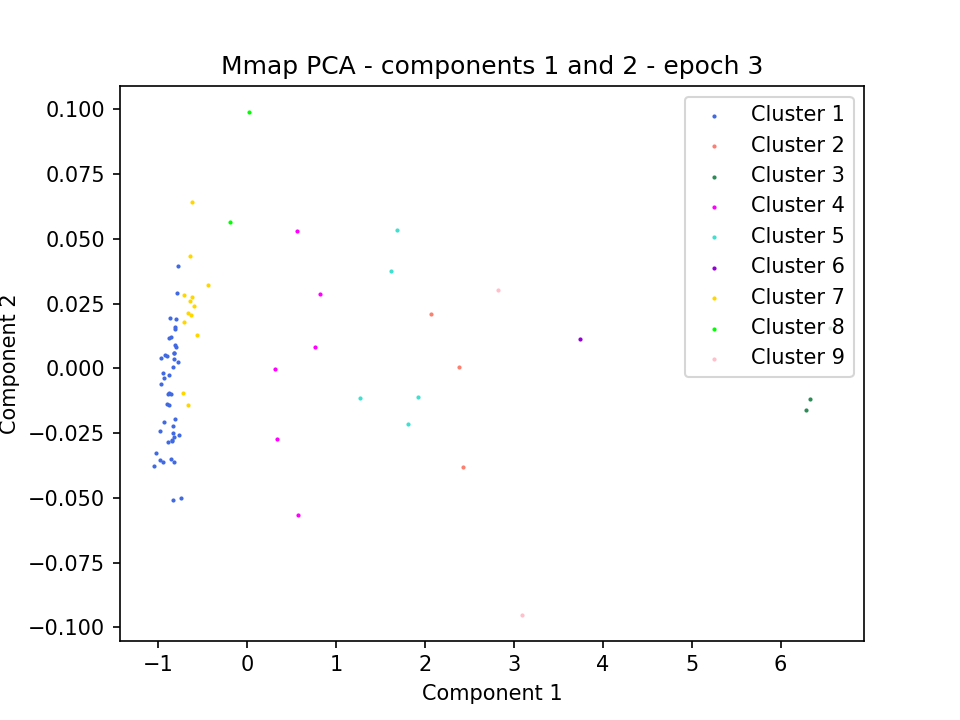 Mmap PCA - components 1 and 2 - epoch 3
0.100
0.075
0.050
0.025
0.000
−0.025
−0.050
−0.075
−0.100
Component 2
Cluster 1
Cluster 2
Cluster 3
Cluster 4
Cluster 5
Cluster 6
Cluster 7
Cluster 8
Cluster 9
−1 0 1 2 3 4 5 6
Component 1